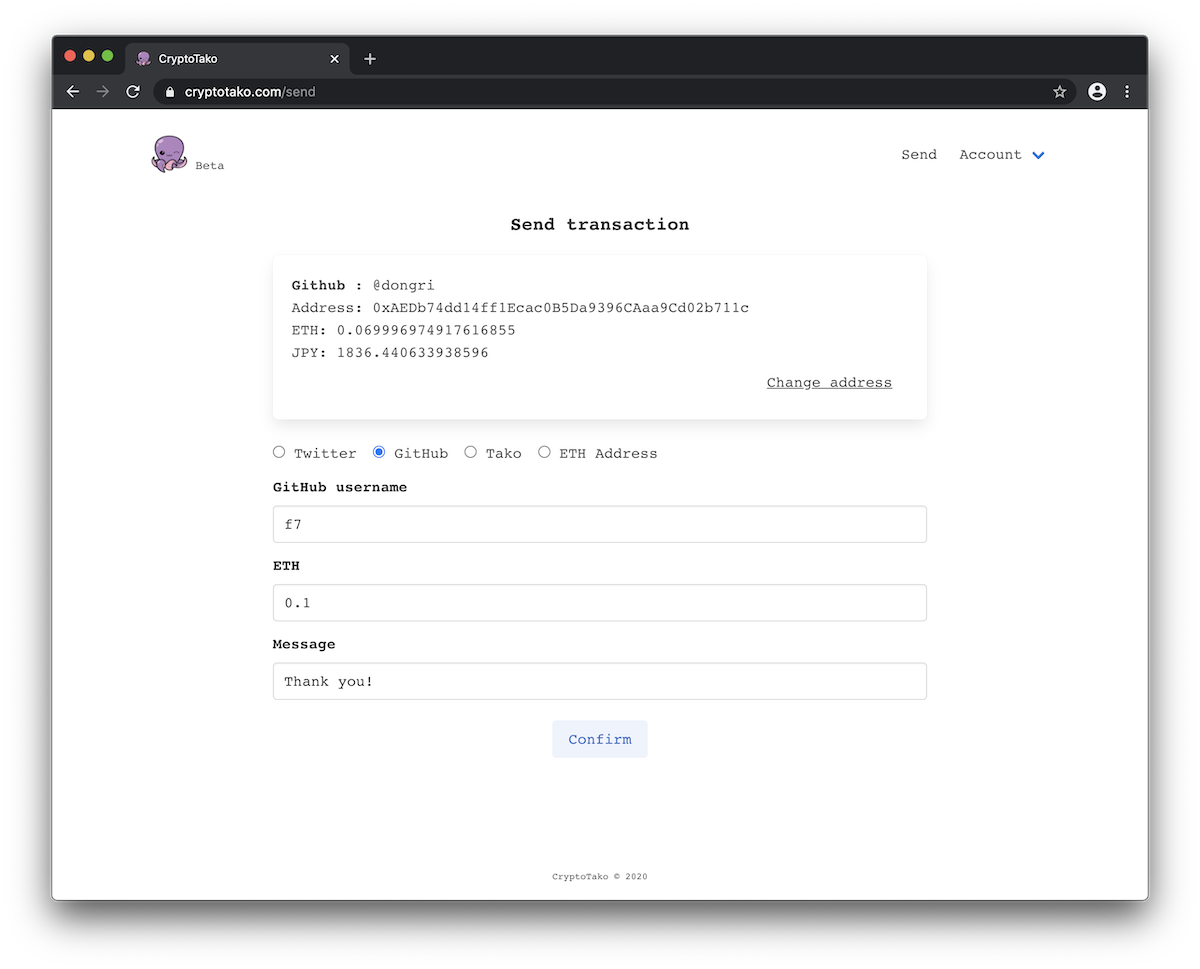 CryptoTako
cryptotako.com/send
Beta
Send Account
Send transaction
Github : @dongri
Address: 0xAEDb74dd14ff1Ecac0B5Da9396CAaa9Cd02b711c
ETH: 0.069996974917616855
JPY: 1836.440633938596
Change address
Twitter GitHub Tako ETH Address
GitHub username
f7
ETH
0.1
Message
Thank you!
Confirm
CryptoTako © 2020